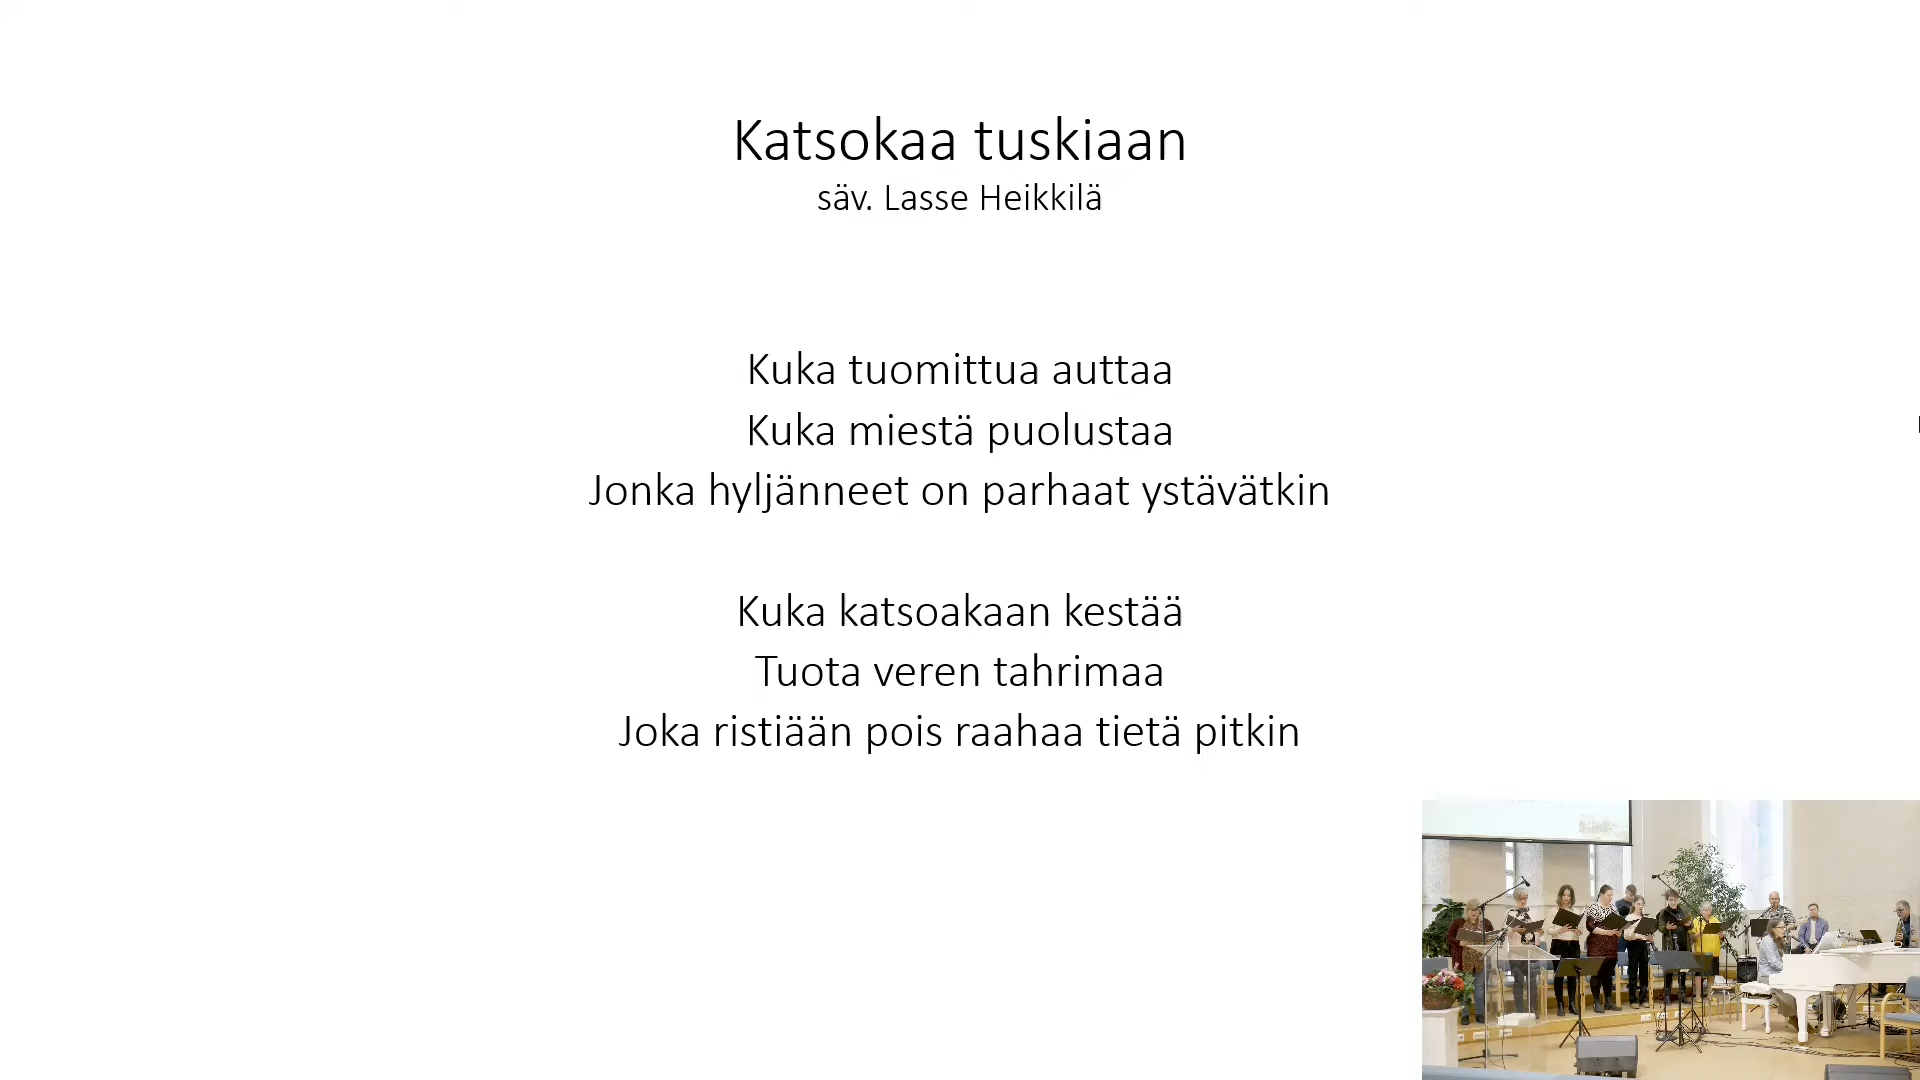 Katsokaa tuskiaan
säv. Lasse Heikkilä
Kuka tuomittua auttaa
Kuka miestä puolustaa
Jonka hyljänneet on parhaat ystävätkin
Kuka katsoakaan kestää
Tuota veren tahrimaa
Joka ristiään pois raahaa tietä pitkin